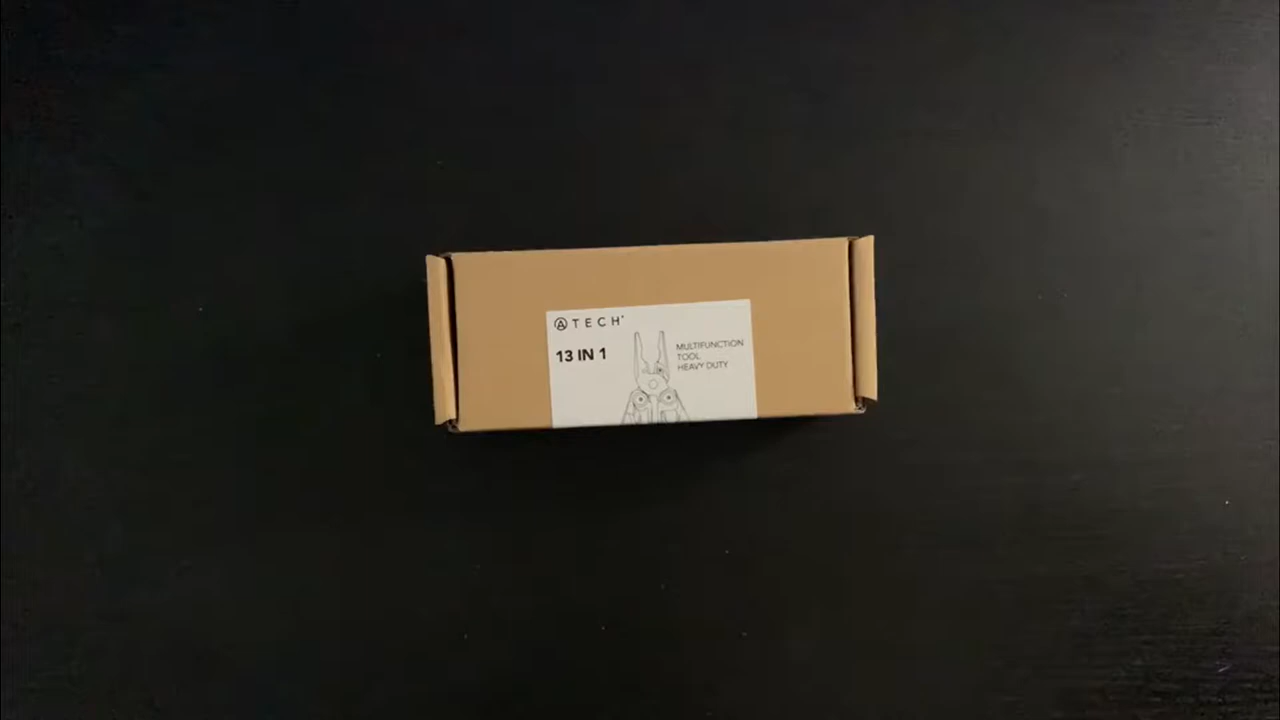 ATECH
13 IN 1
MULTIFUNCTION
TOOL
HEAVY DUTY